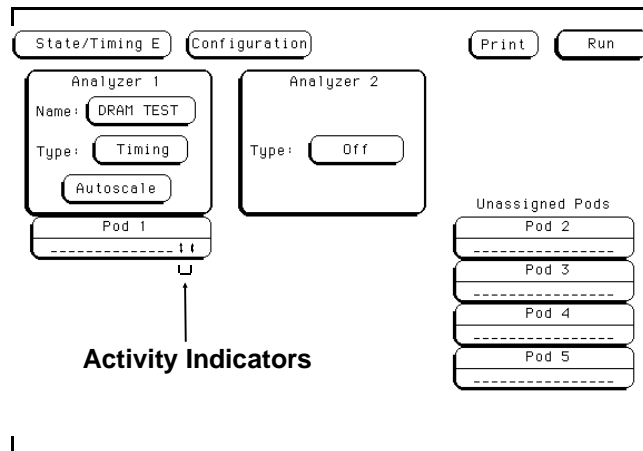 State/Timing E Configuration Print Run
Analyzer 1
Name: DRAM TEST
Type: Timing
Autoscale
Pod 1
Analyzer 2
Type: Off
Unassigned Pods
Pod 2
Pod 3
Pod 4
Pod 5
Activity Indicators